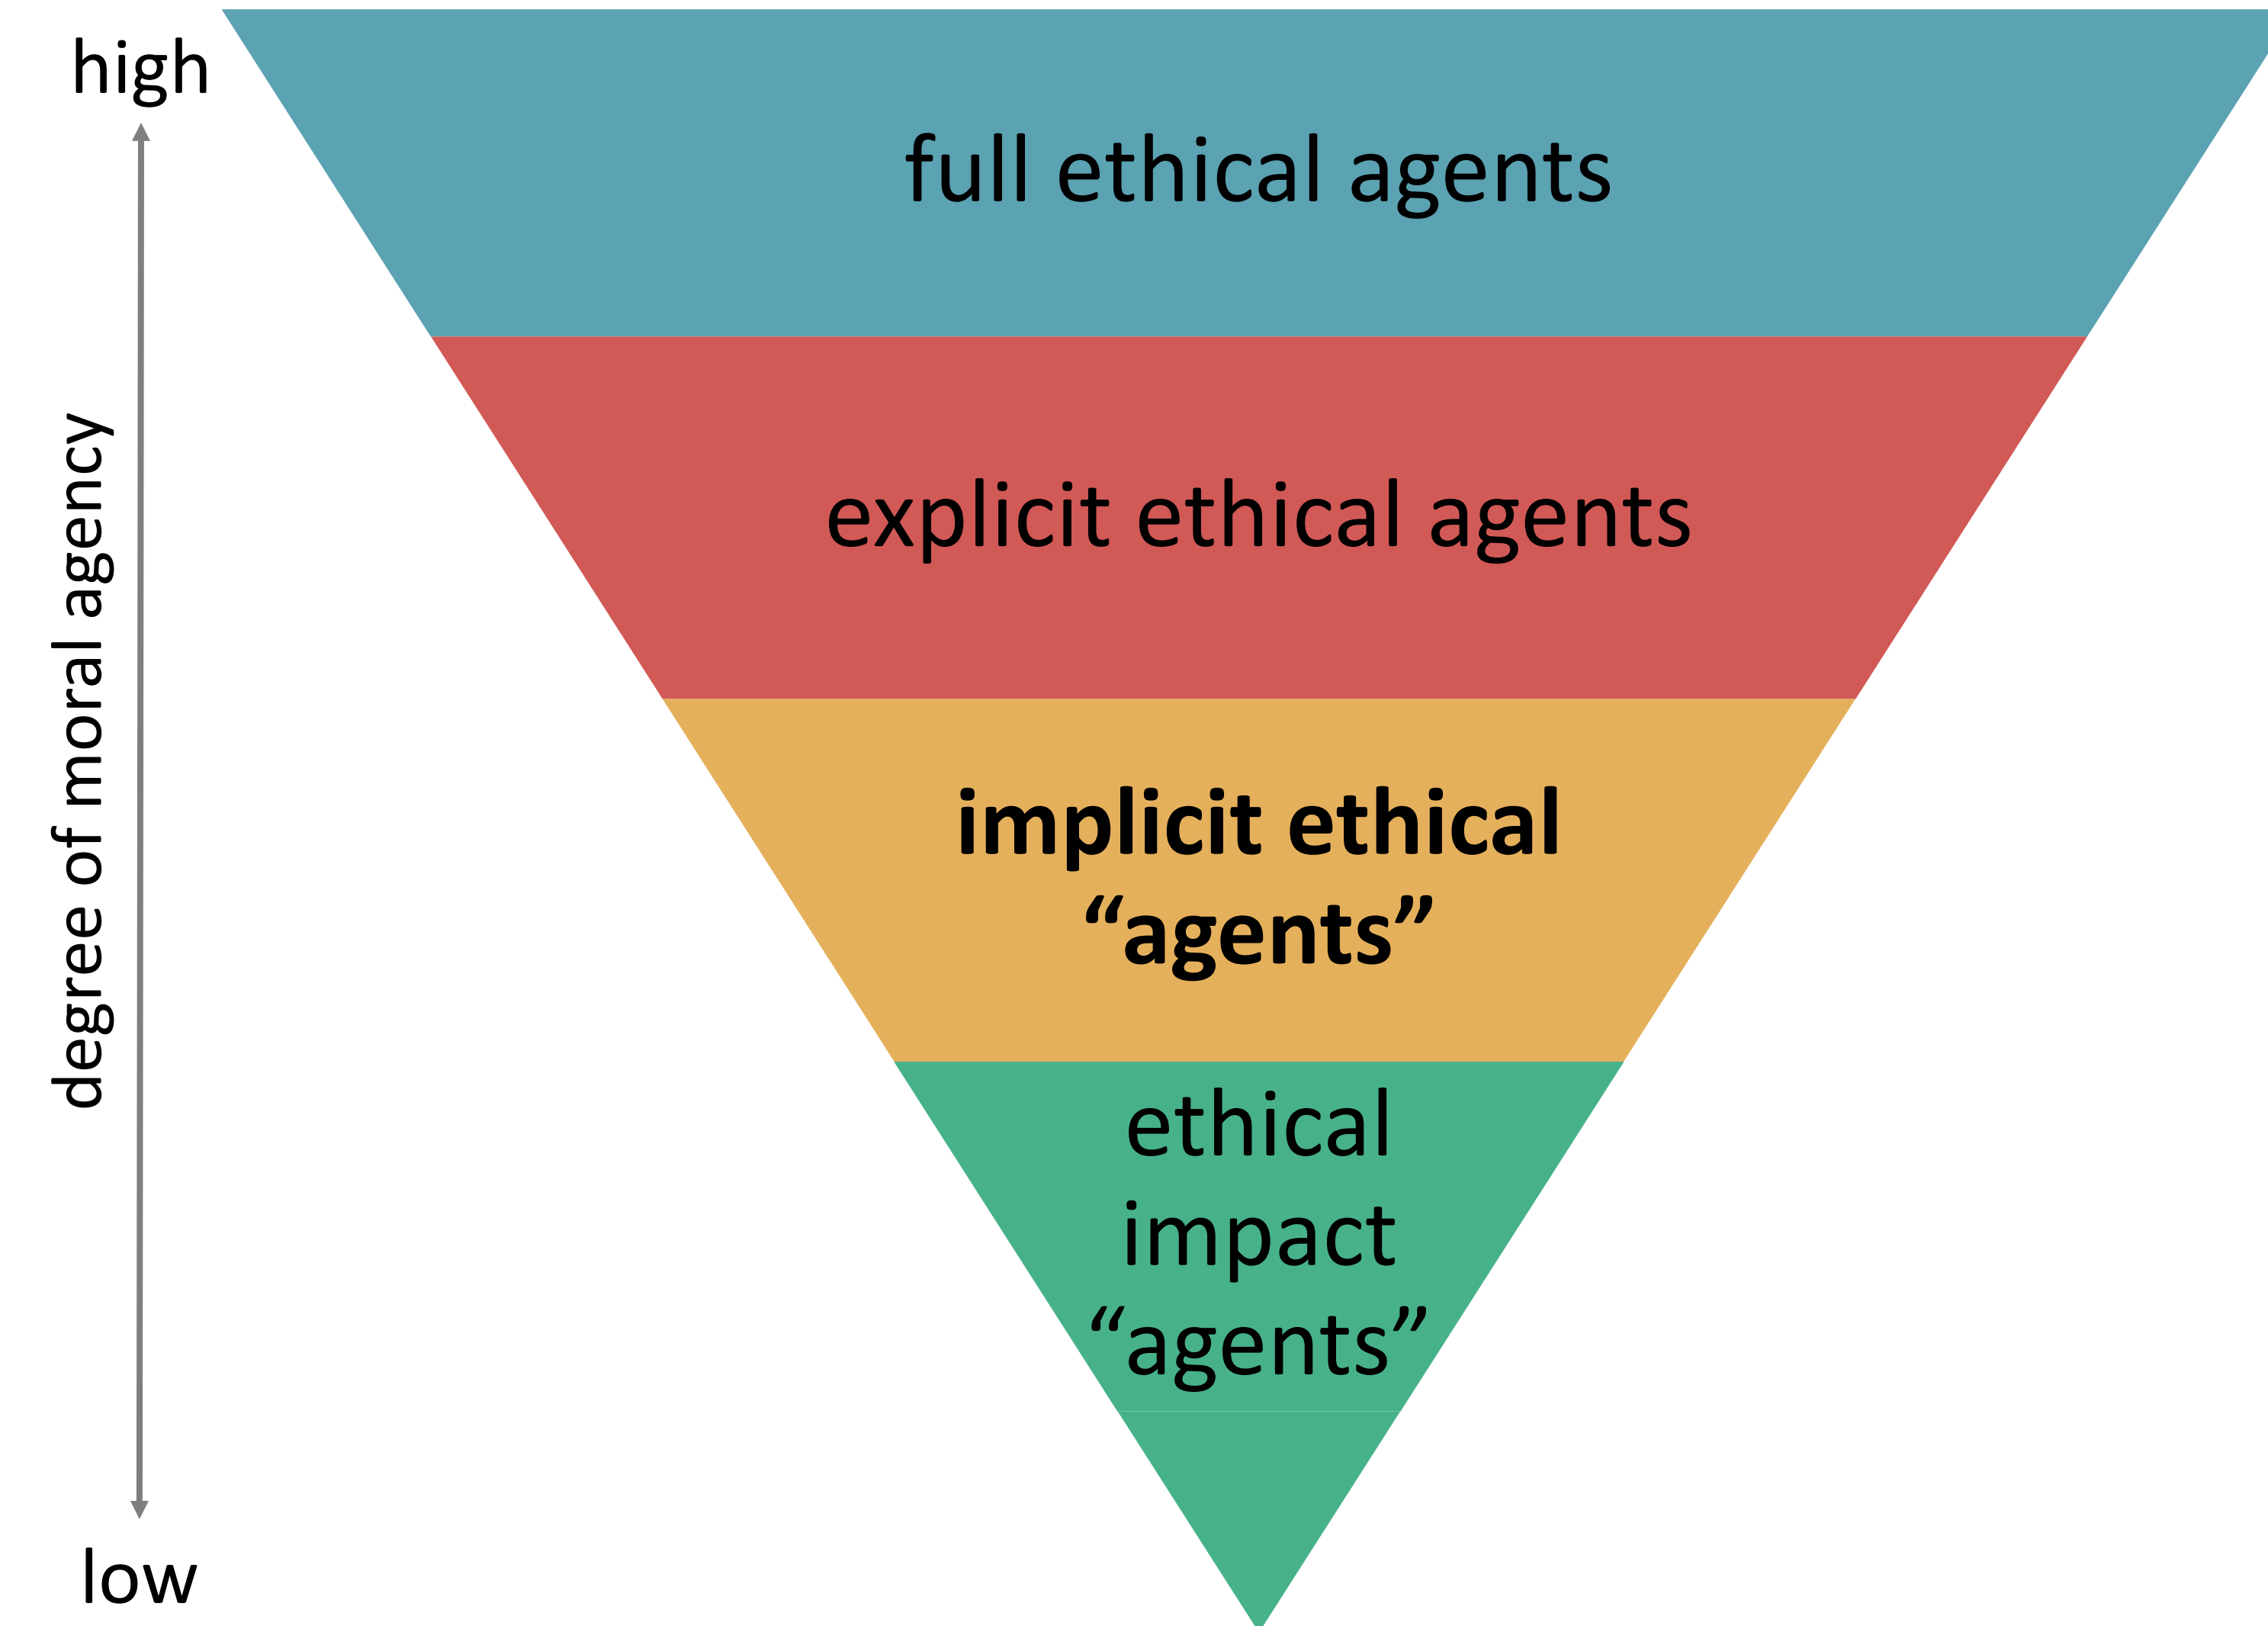 high
full ethical agents
explicit ethical agents
degree of moral agency
implicit ethical
“agents”
ethical
impact
“agents”
low